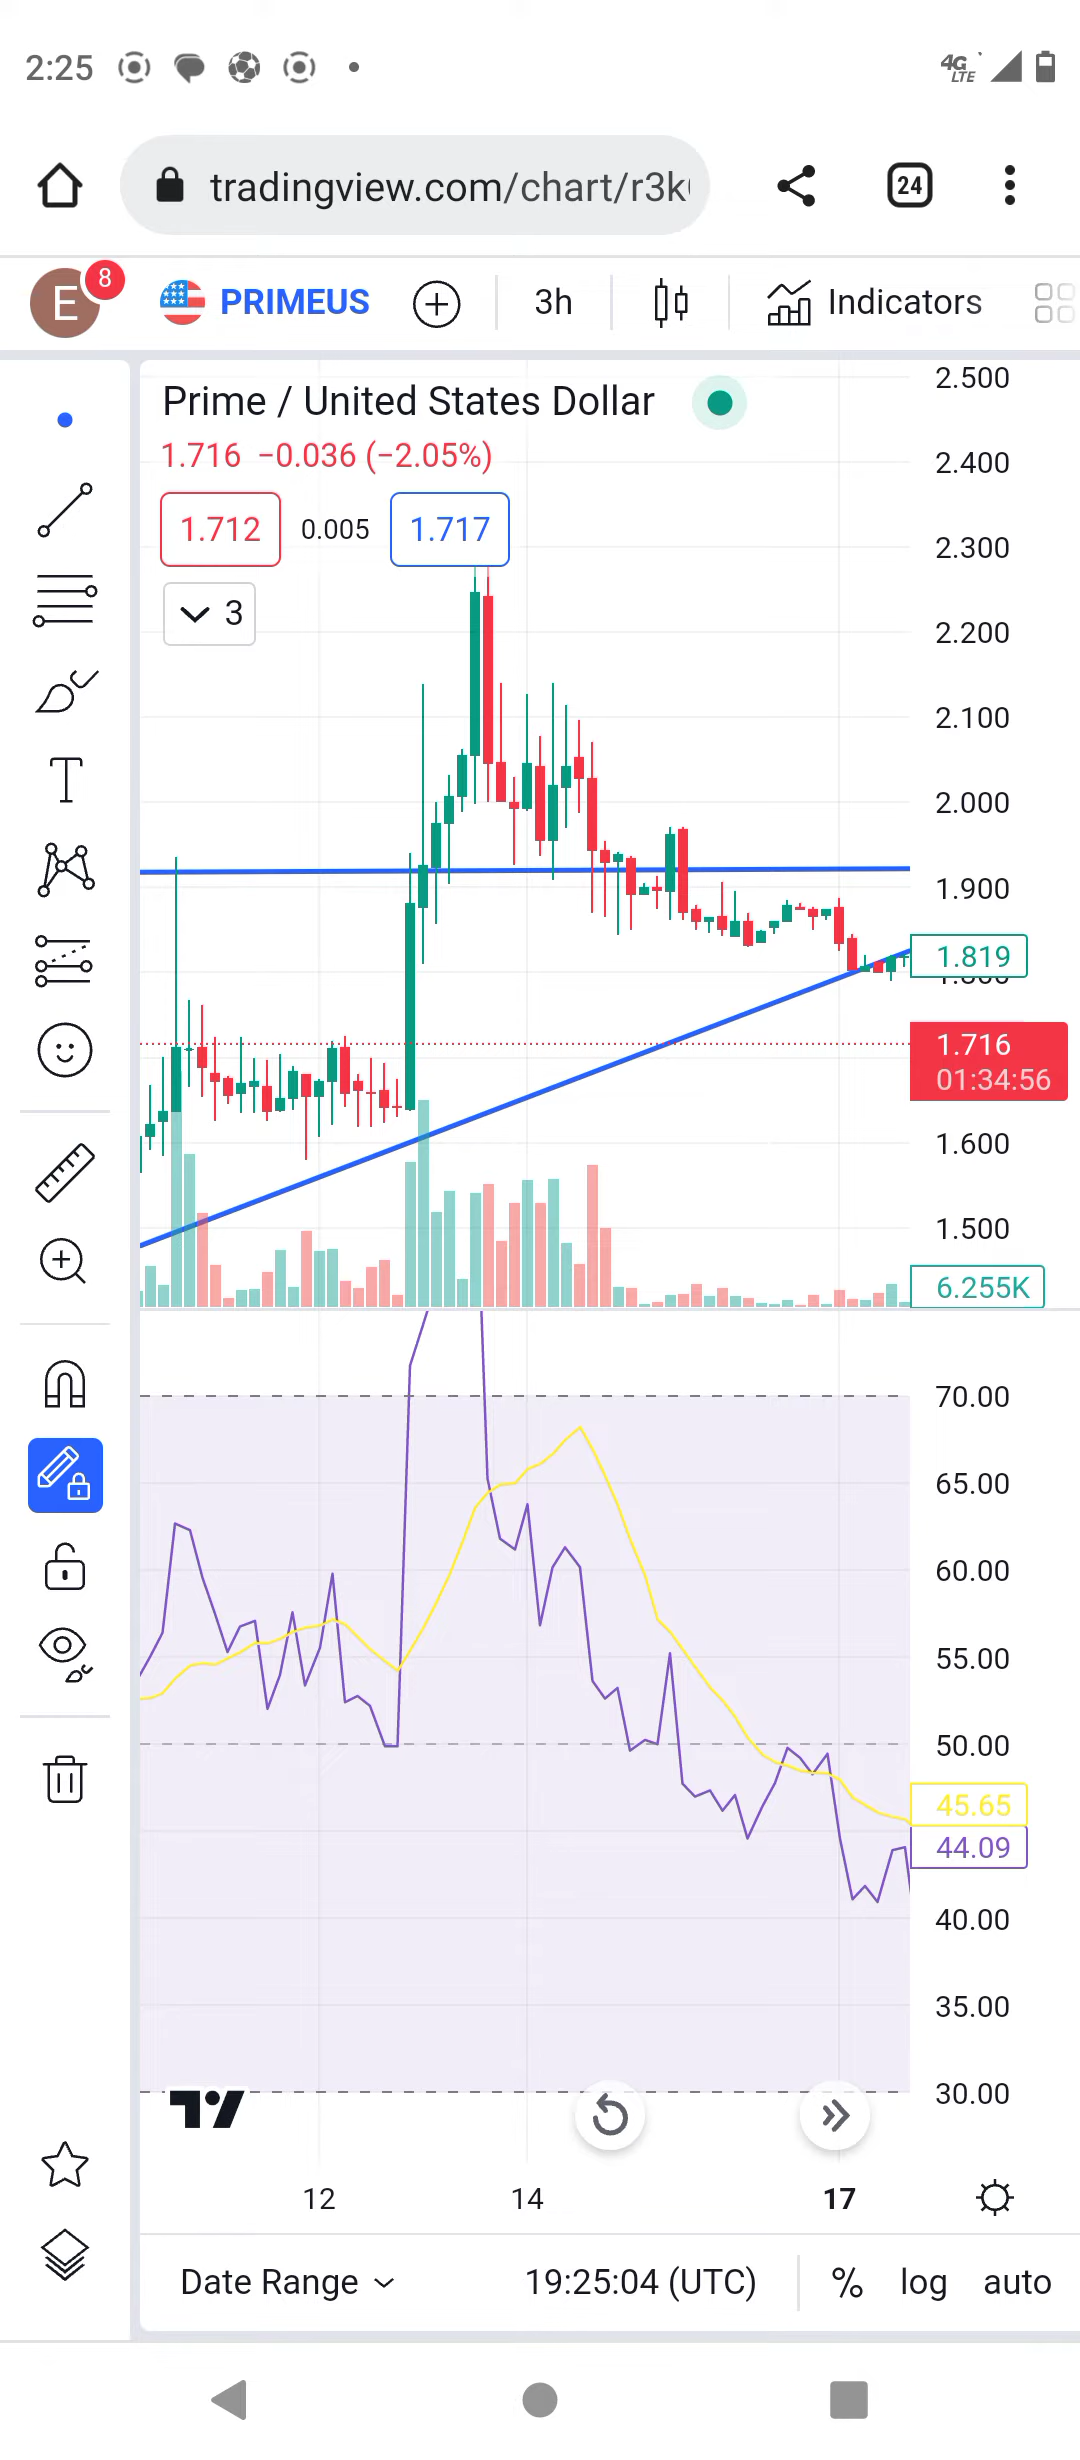 2:25
4G LTE
tradingview.com/chart/r3k
24
E
8
PRIMEUS
3h
Indicators
Prime / United States Dollar
1.716 −0.036 (−2.05%)
1.712
0.005
1.717
3
2.500
2.400
2.300
2.200
2.100
2.000
1.900
1.819
1.716
01:34:56
1.600
1.500
6.255K
70.00
65.00
60.00
55.00
50.00
45.65
44.09
40.00
35.00
30.00
12
14
17
Date Range
19:25:04 (UTC)
%
log
auto